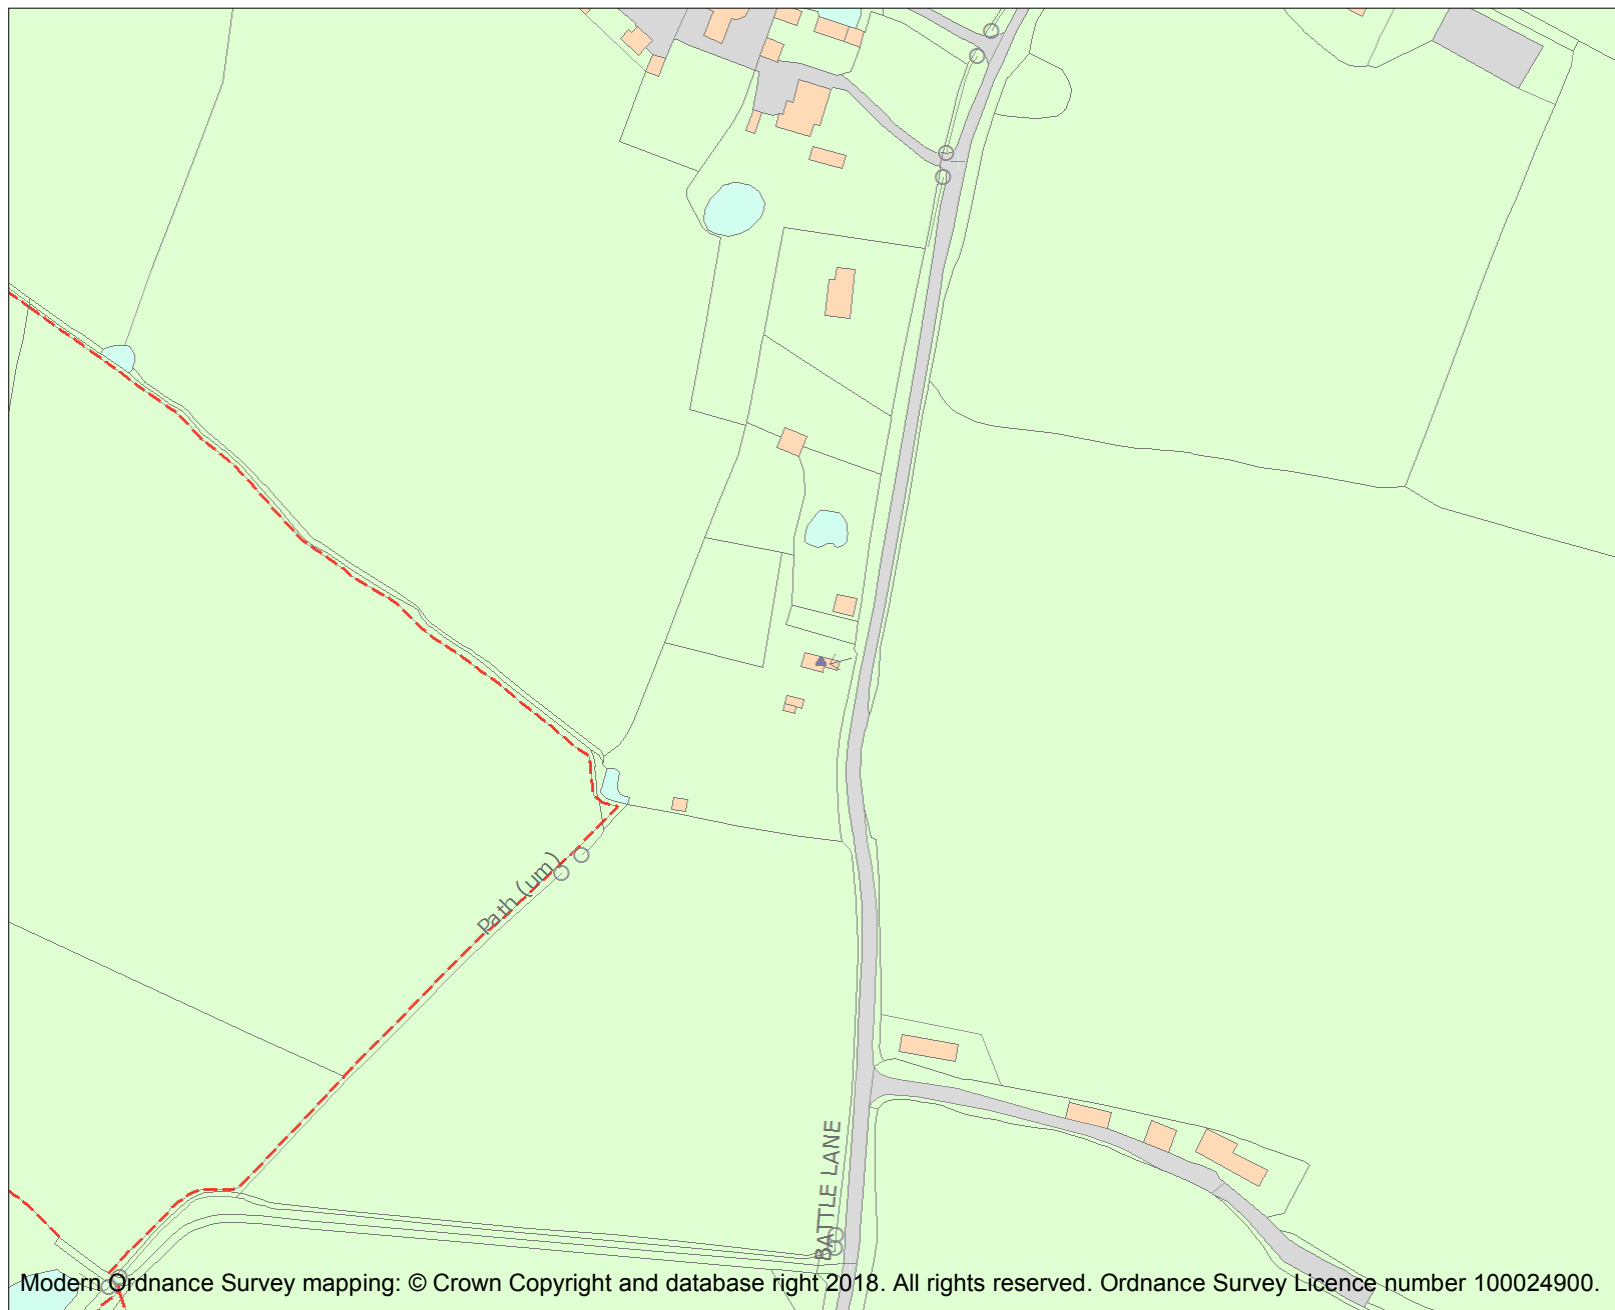 Path (um)
BATTLE LANE
Modern Ordnance Survey mapping: © Crown Copyright and database right 2018. All rights reserved. Ordnance Survey Licence number 100024900.